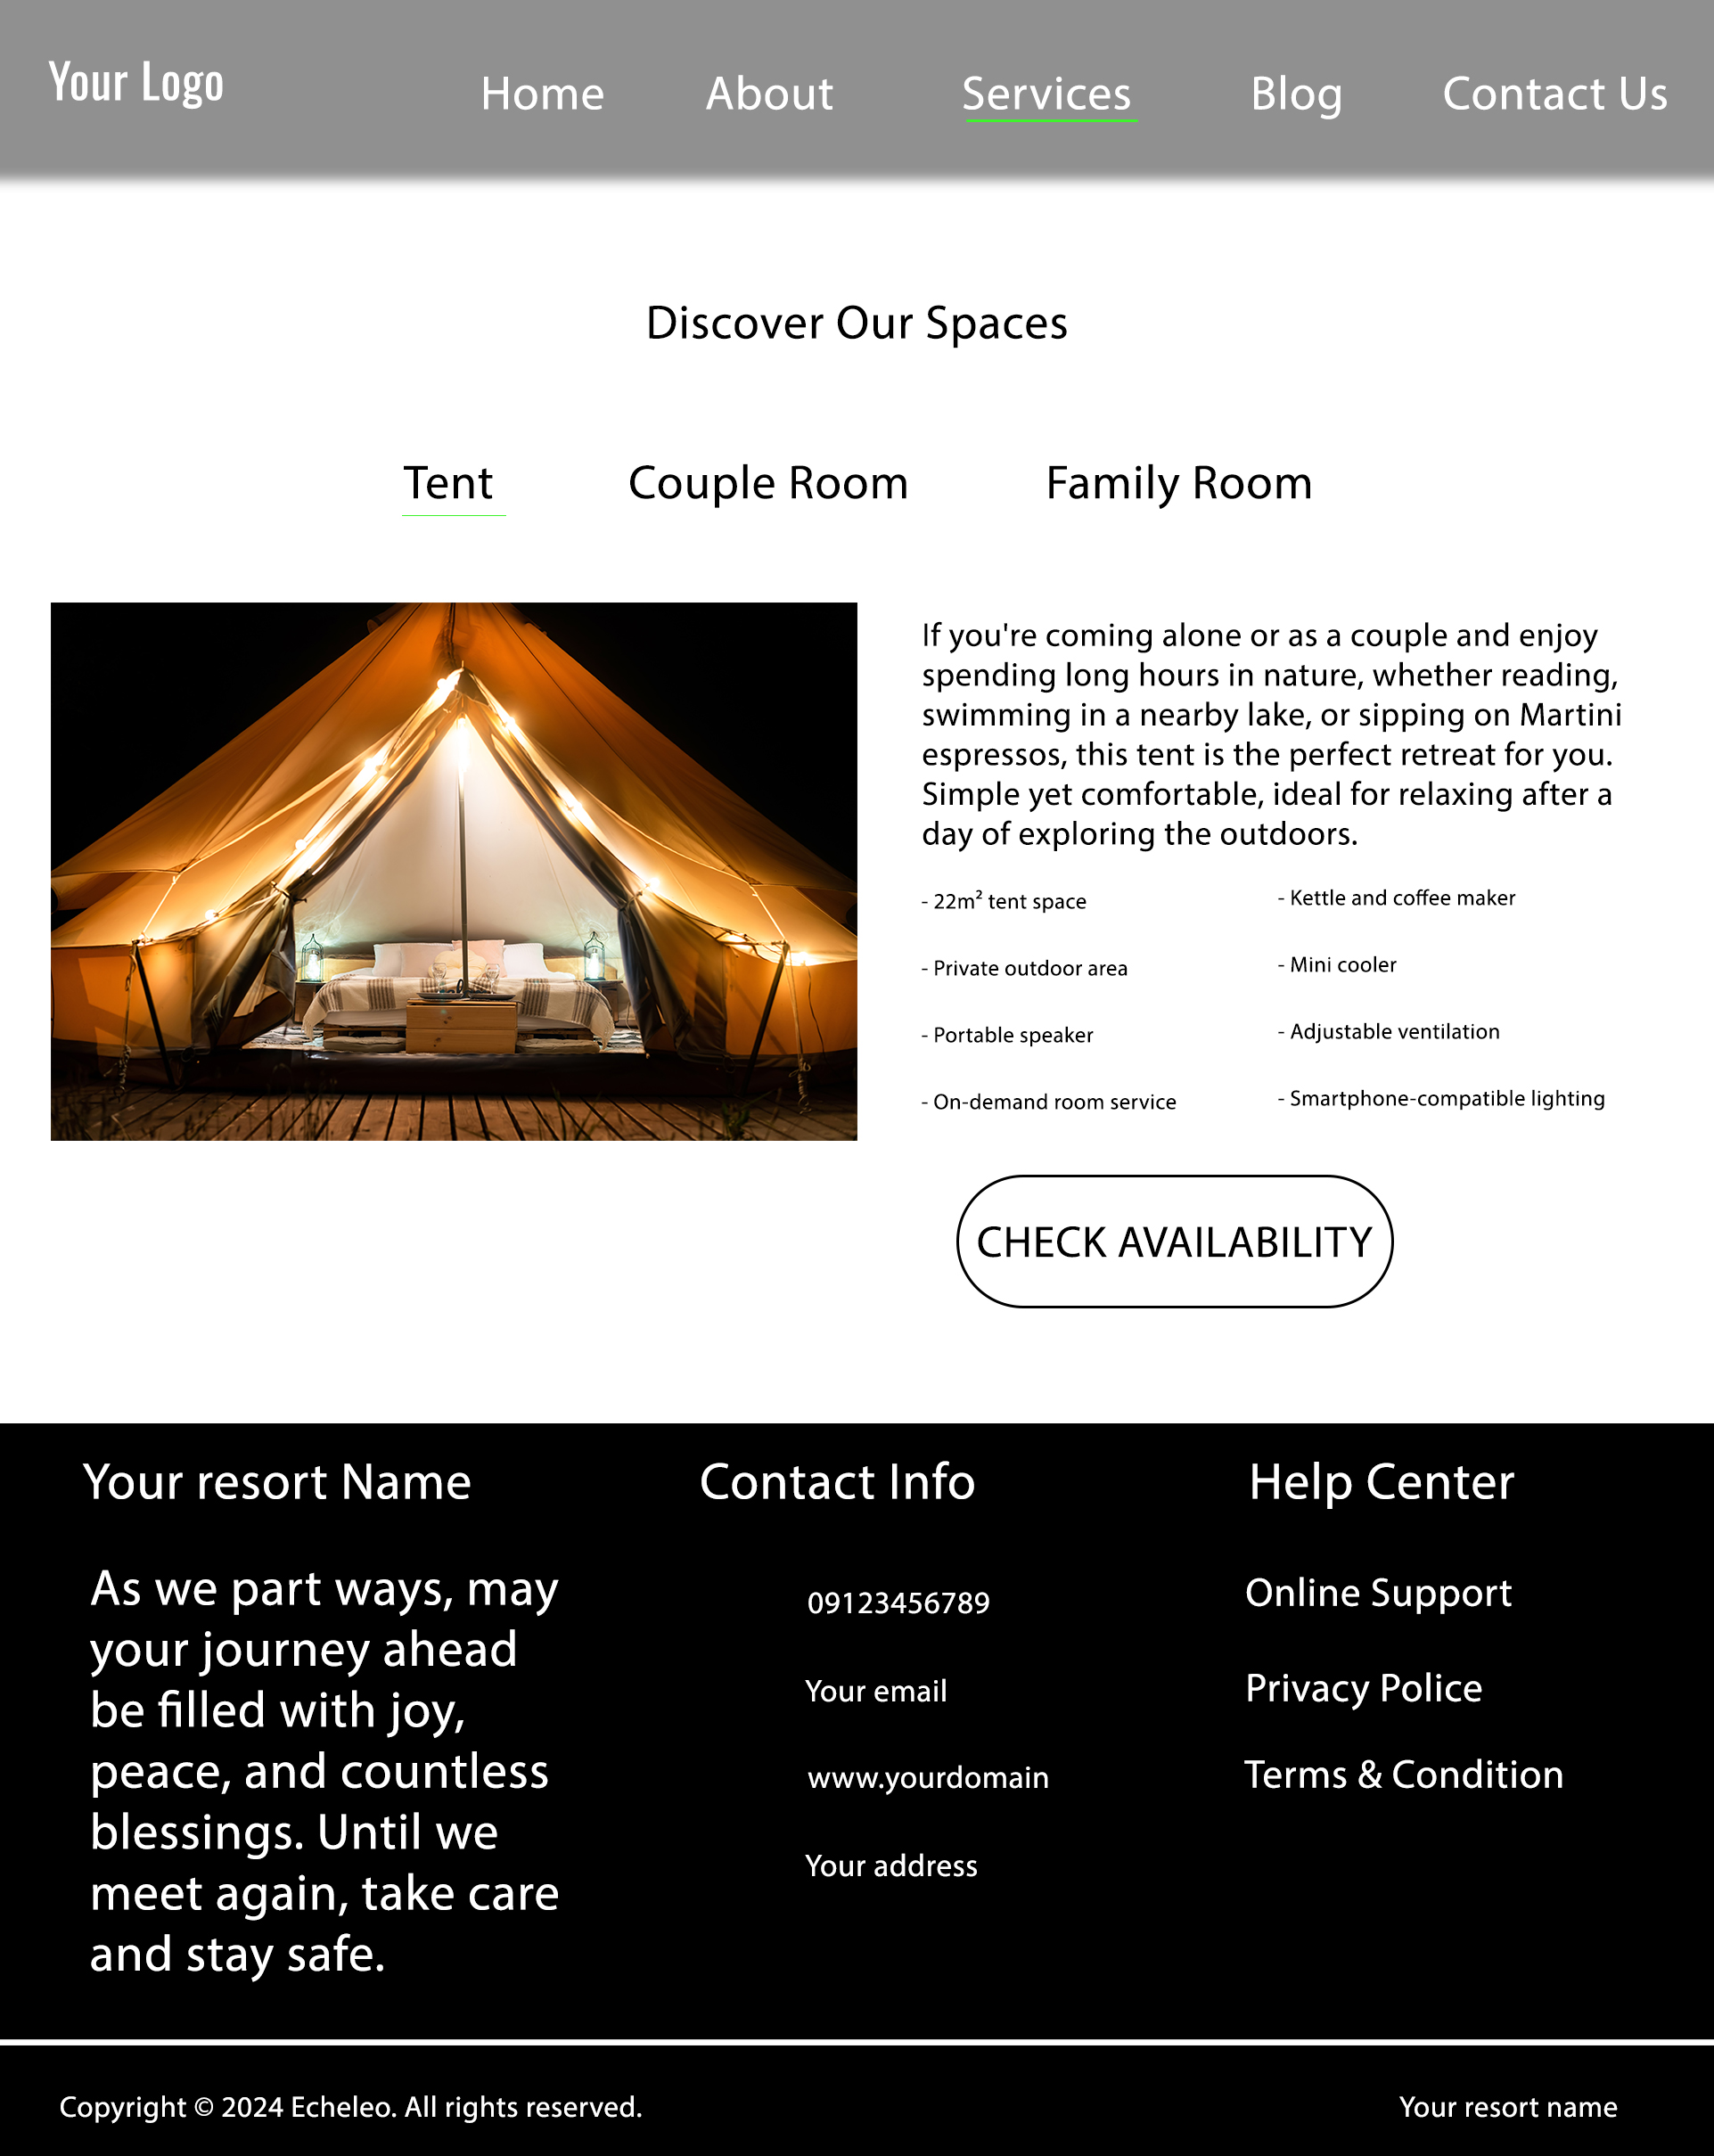 Your Logo
Home
About
Services
Blog
Contact Us
Discover Our Spaces
Tent
Couple Room
Family Room
If you're coming alone or as a couple and enjoy
spending long hours in nature, whether reading,
swimming in a nearby lake, or sipping on Martini
espressos, this tent is the perfect retreat for you.
Simple yet comfortable, ideal for relaxing after a
day of exploring the outdoors.
- 22m² tent space
- Private outdoor area
- Portable speaker
- On-demand room service
- Kettle and coffee maker
- Mini cooler
- Adjustable ventilation
- Smartphone-compatible lighting
CHECK AVAILABILITY
Your resort Name
As we part ways, may
your journey ahead
be filled with joy,
peace, and countless
blessings. Until we
meet again, take care
and stay safe.
Contact Info
09123456789
Your email
www.yourdomain
Your address
Help Center
Online Support
Privacy Police
Terms & Condition
Copyright © 2024 Echeleo. All rights reserved.
Your resort name